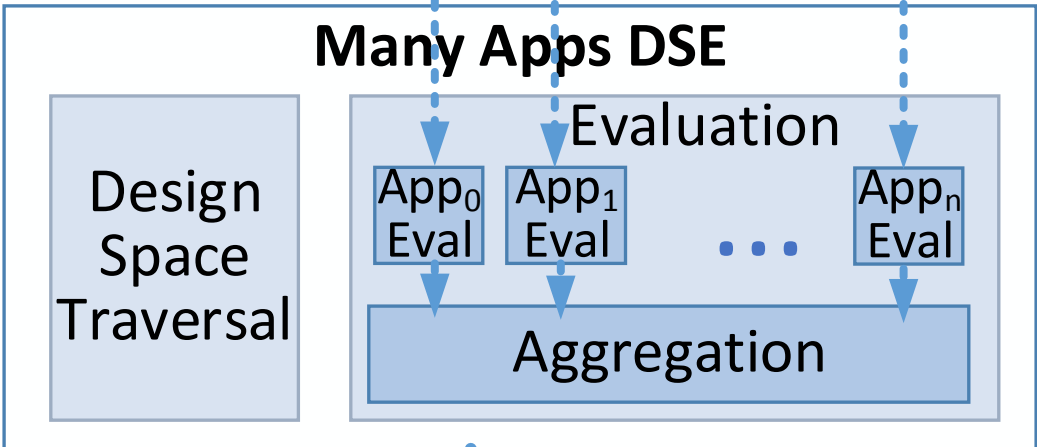 Many Apps DSE
Design
Space
Traversal
Evaluation
App₀
Eval
App₁
Eval
...
Appₙ
Eval
Aggregation